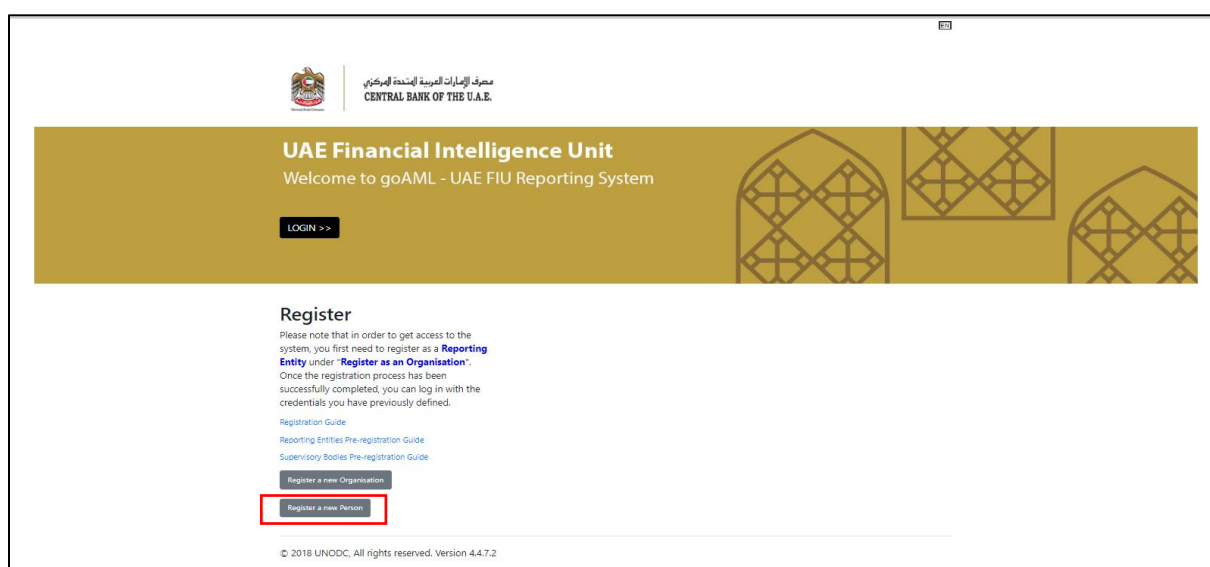 EN
مصرف الإمارات العربية المتحدة المركزي
CENTRAL BANK OF THE U.A.E.
UAE Financial Intelligence Unit
Welcome to goAML - UAE FIU Reporting System
LOGIN >>
Register
Please note that in order to get access to the
system, you first need to register as a Reporting
Entity under "Register as an Organisation".
Once the registration process has been
successfully completed, you can log in with the
credentials you have previously defined.
Registration Guide
Reporting Entities Pre-registration Guide
Supervisory Bodies Pre-registration Guide
Register a new Organisation
Register a new Person
© 2018 UNODC, All rights reserved. Version 4.4.7.2